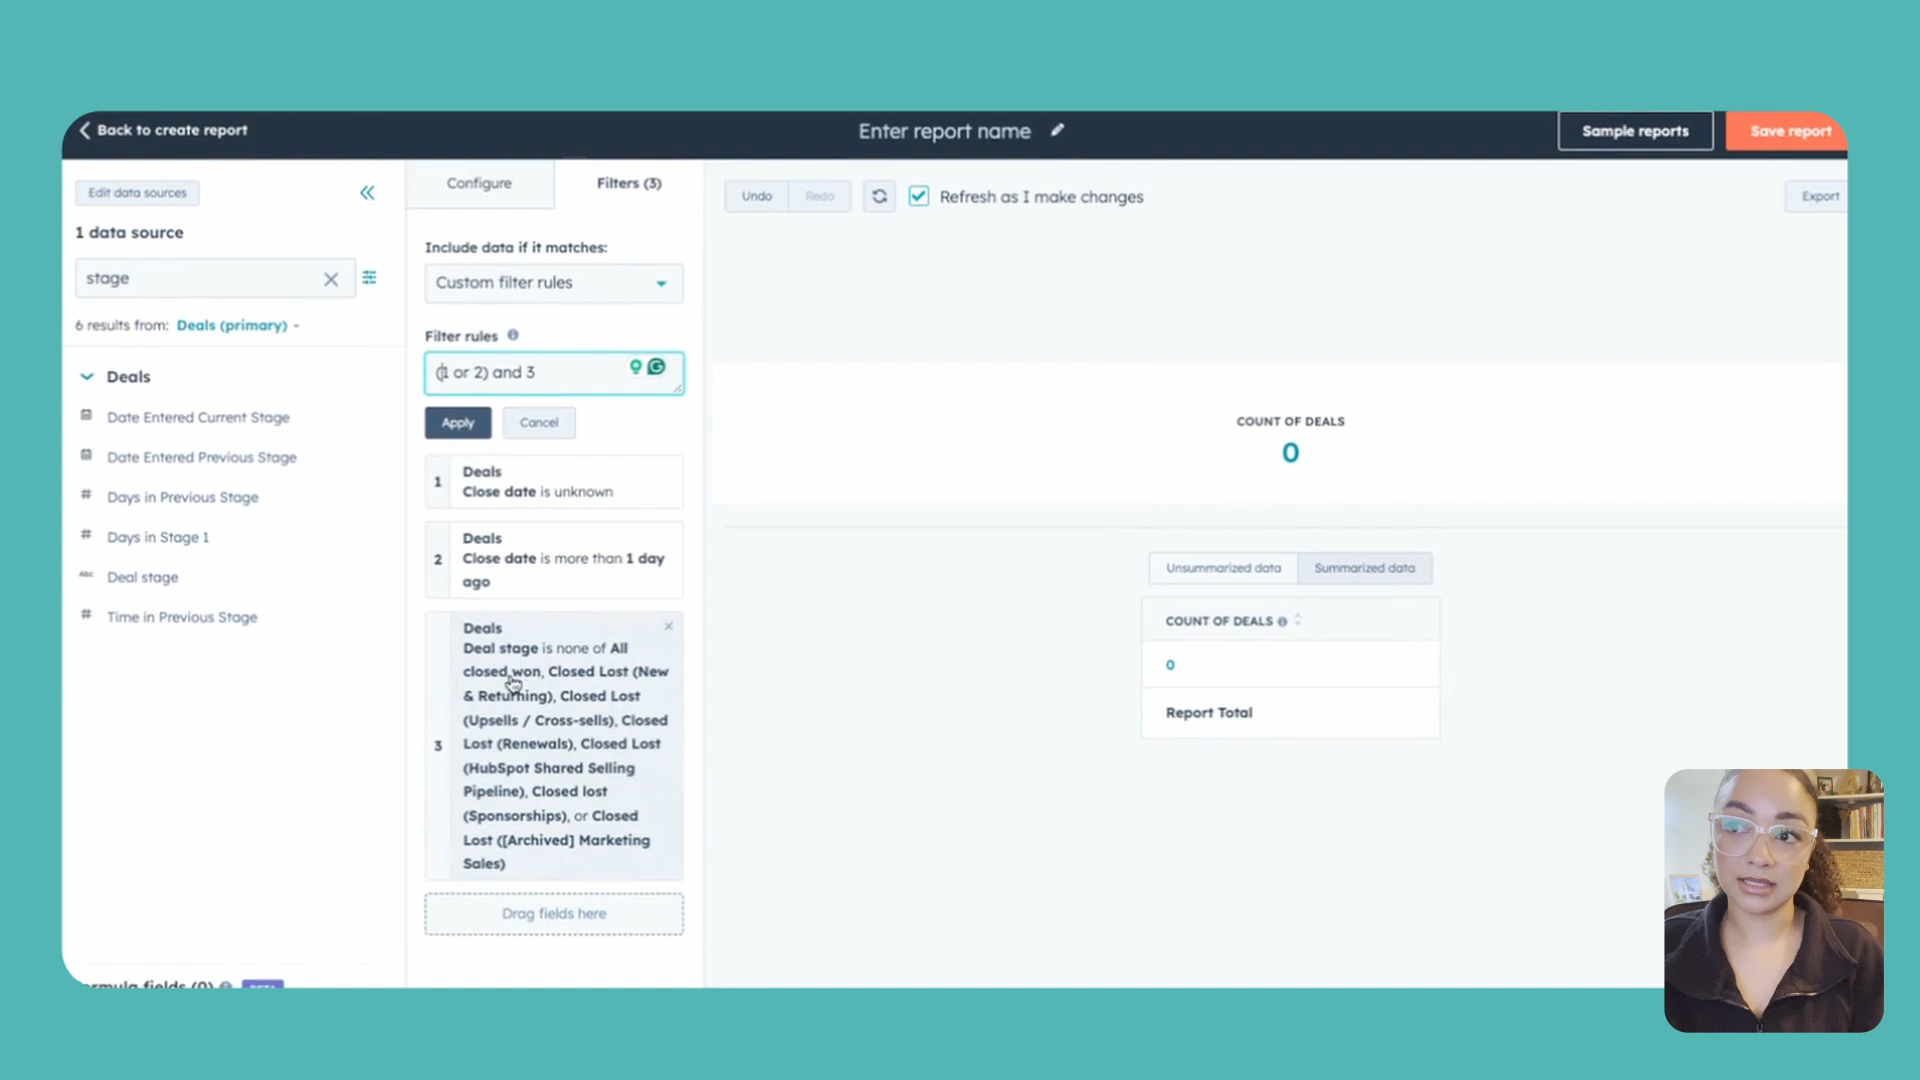 Back to create report
Enter report name
Sample reports
Save report
Edit data sources
1 data source
stage
6 results from: Deals (primary)
Deals
Date Entered Current Stage
Date Entered Previous Stage
Days in Previous Stage
Days in Stage 1
Abc Deal stage
Time in Previous Stage
Configure
Filters (3)
Include data if it matches:
Custom filter rules
Filter rules
(1 or 2) and 3
Apply
Cancel
1
Deals
Close date is unknown
2
Deals
Close date is more than 1 day
ago
3
Deals
Deal stage is none of All
closed won, Closed Lost (New
& Returning), Closed Lost
(Upsells / Cross-sells), Closed
Lost (Renewals), Closed Lost
(HubSpot Shared Selling
Pipeline), Closed lost
(Sponsorships), or Closed
Lost ([Archived] Marketing
Sales)
Drag fields here
Undo
Redo
Refresh as I make changes
Export
COUNT OF DEALS
0
Unsummarized data
Summarized data
COUNT OF DEALS
0
Report Total